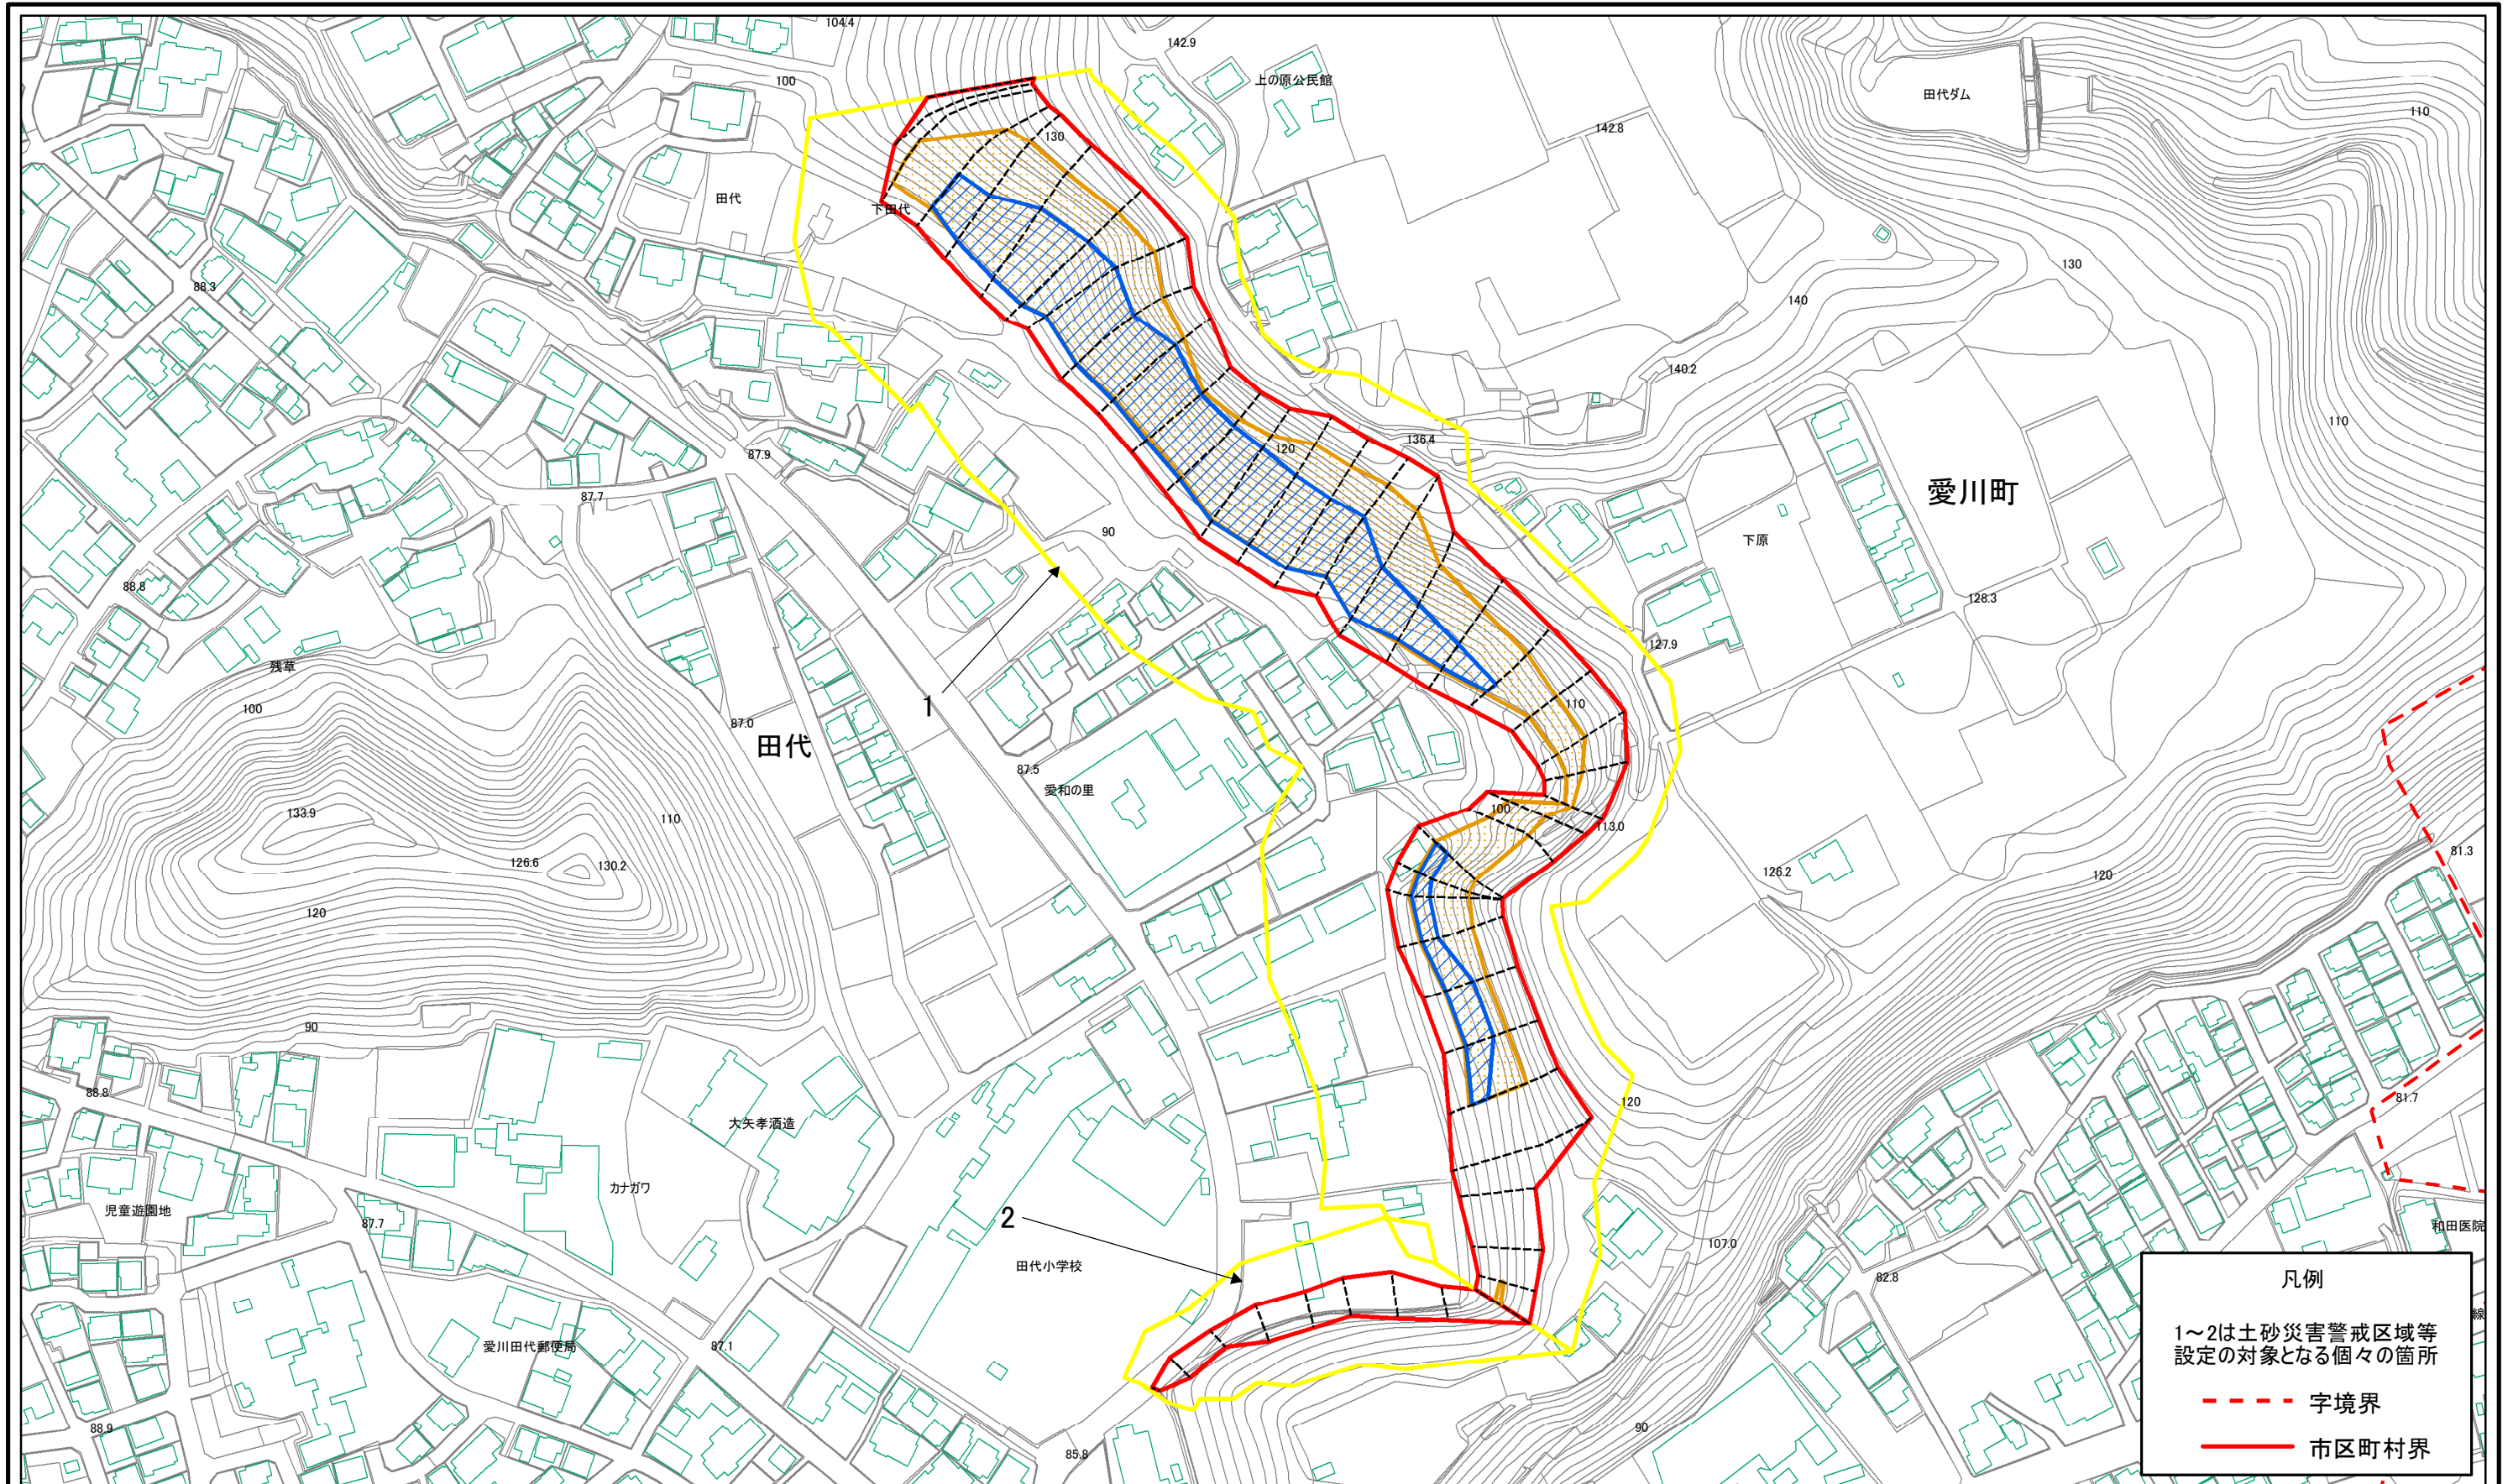 104.4
142.9
上の原公民館
100
田代ダム
110
142.8
130
田代
下田代
88.3
130
140
140.2
136.4
120
110
87.9
87.7
愛川町
90
下原
88.8
128.3
127.9
残草
100
1
110
87.0
田代
87.5
愛和の里
133.9
100
110
113.0
126.6
130.2
126.2
81.3
120
120
90
88.8
120
81.7
大矢孝酒造
カナガワ
児童遊園地
87.7
2
和田医院
107.0
田代小学校
82.8
愛川田代郵便局
87.1
88.9
85.8
90
凡例
1～2は土砂災害警戒区域等
設定の対象となる個々の箇所
字境界
市区町村界
線